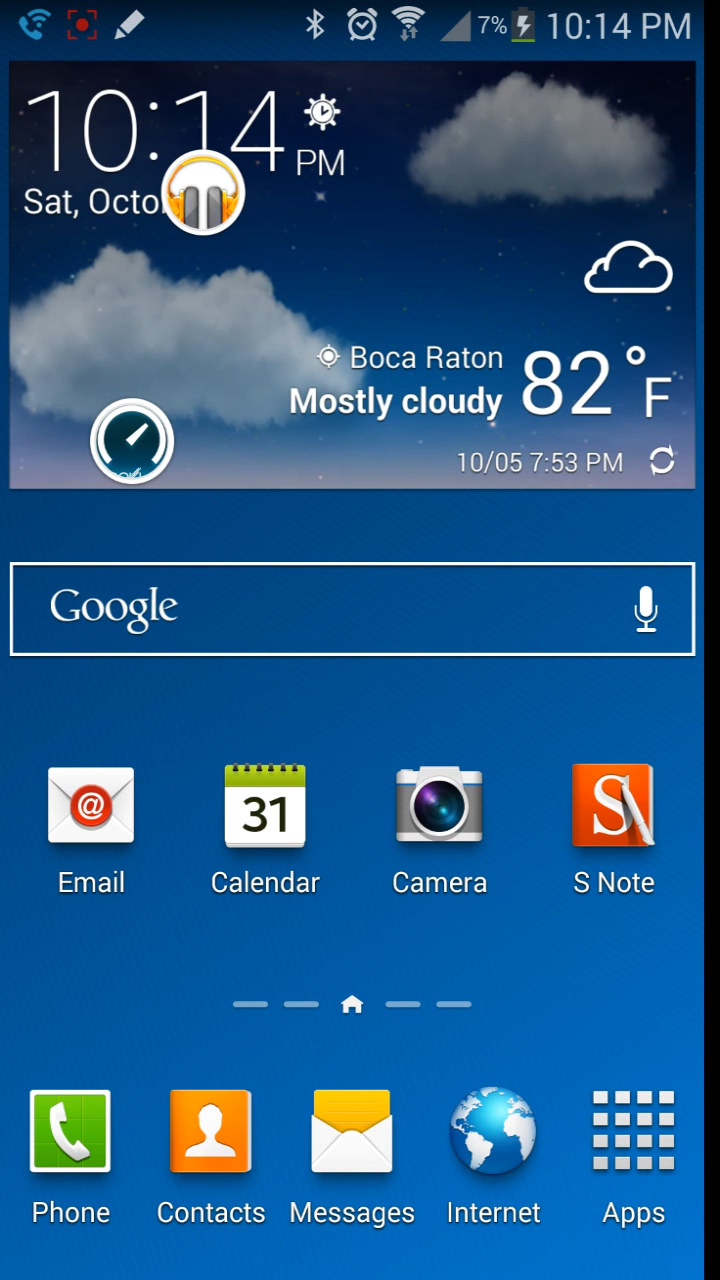 7% 10:14 PM
10:14 PM
Sat, Octo
Boca Raton
82°F
Mostly cloudy
10/05 7:53 PM
Google
@
31
S
Email Calendar Camera S Note
Phone Contacts Messages Internet Apps